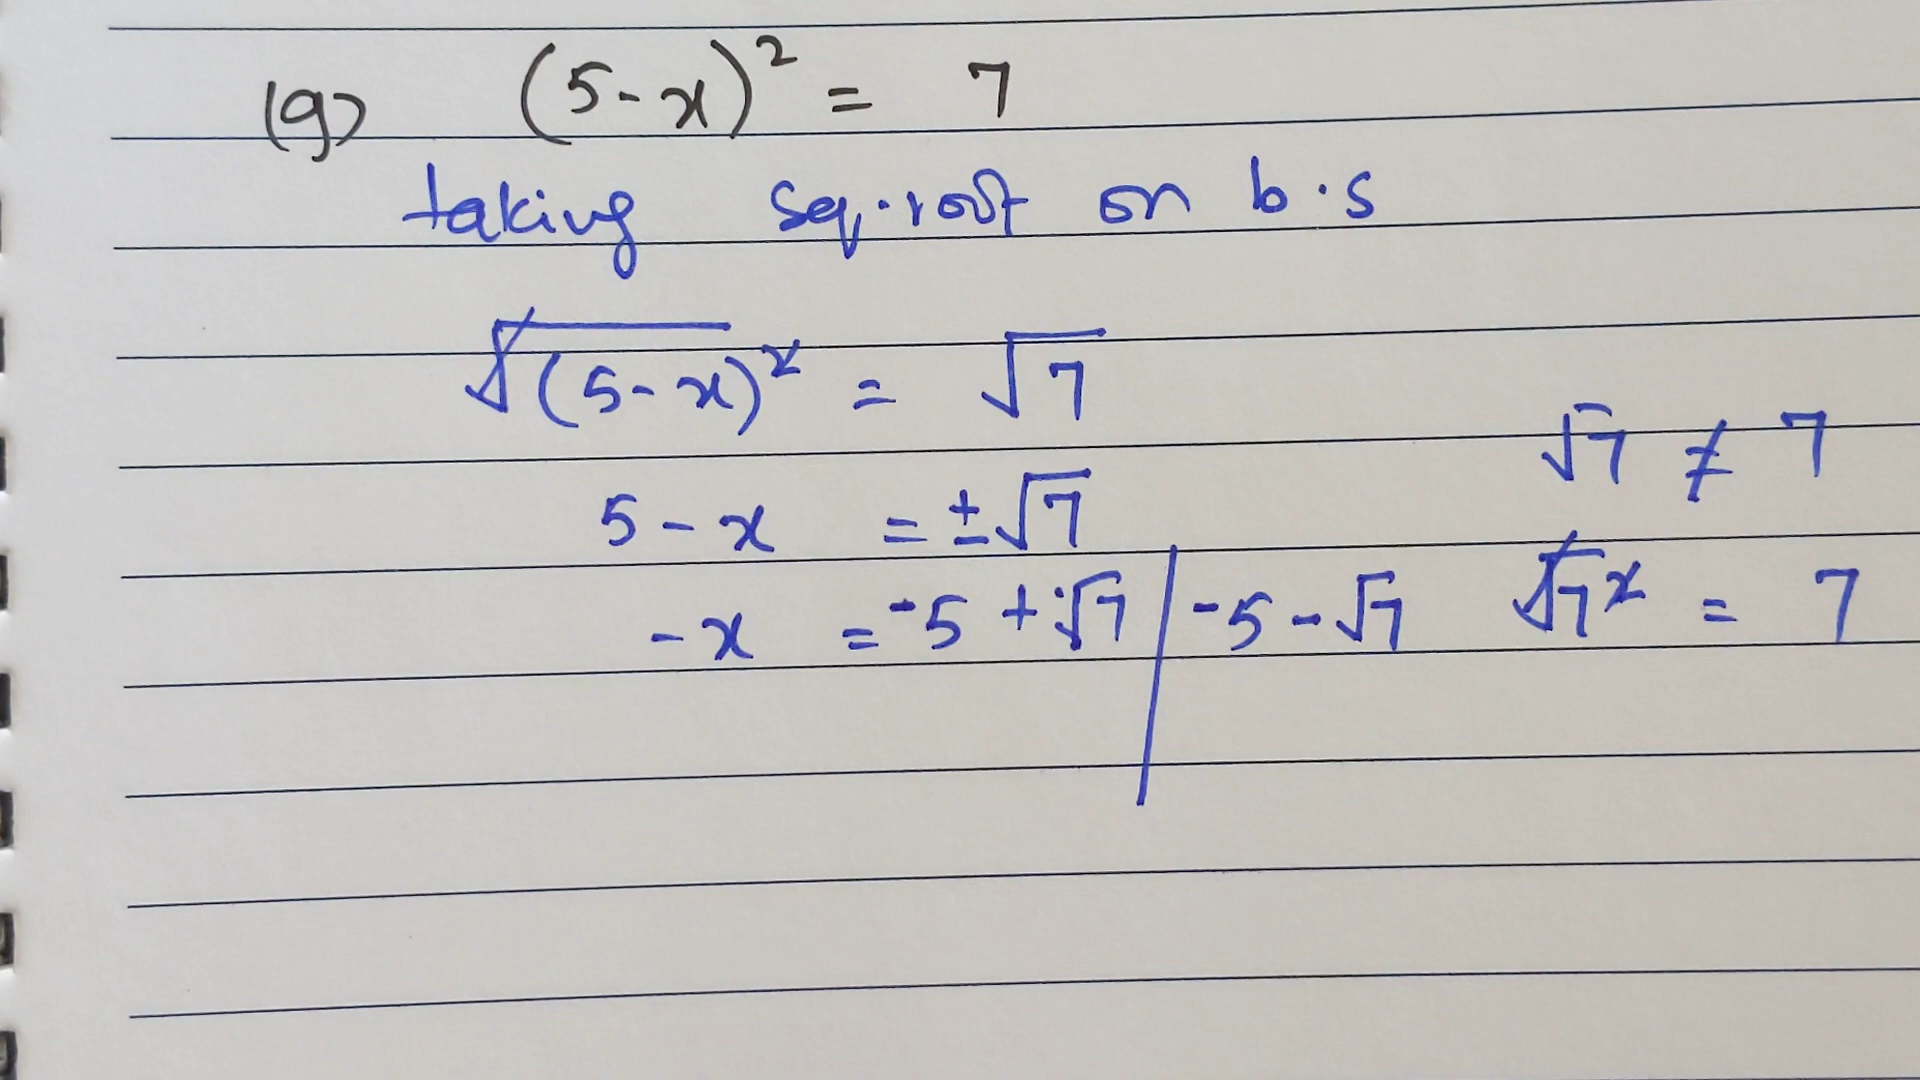 (g) (5-x)² = 7
taking sq.root on b.s
√(5-x)² = √7
√7 ≠ 7
5-x = ±√7
-x = -5 + √7 | -5 - √7
√7² = 7